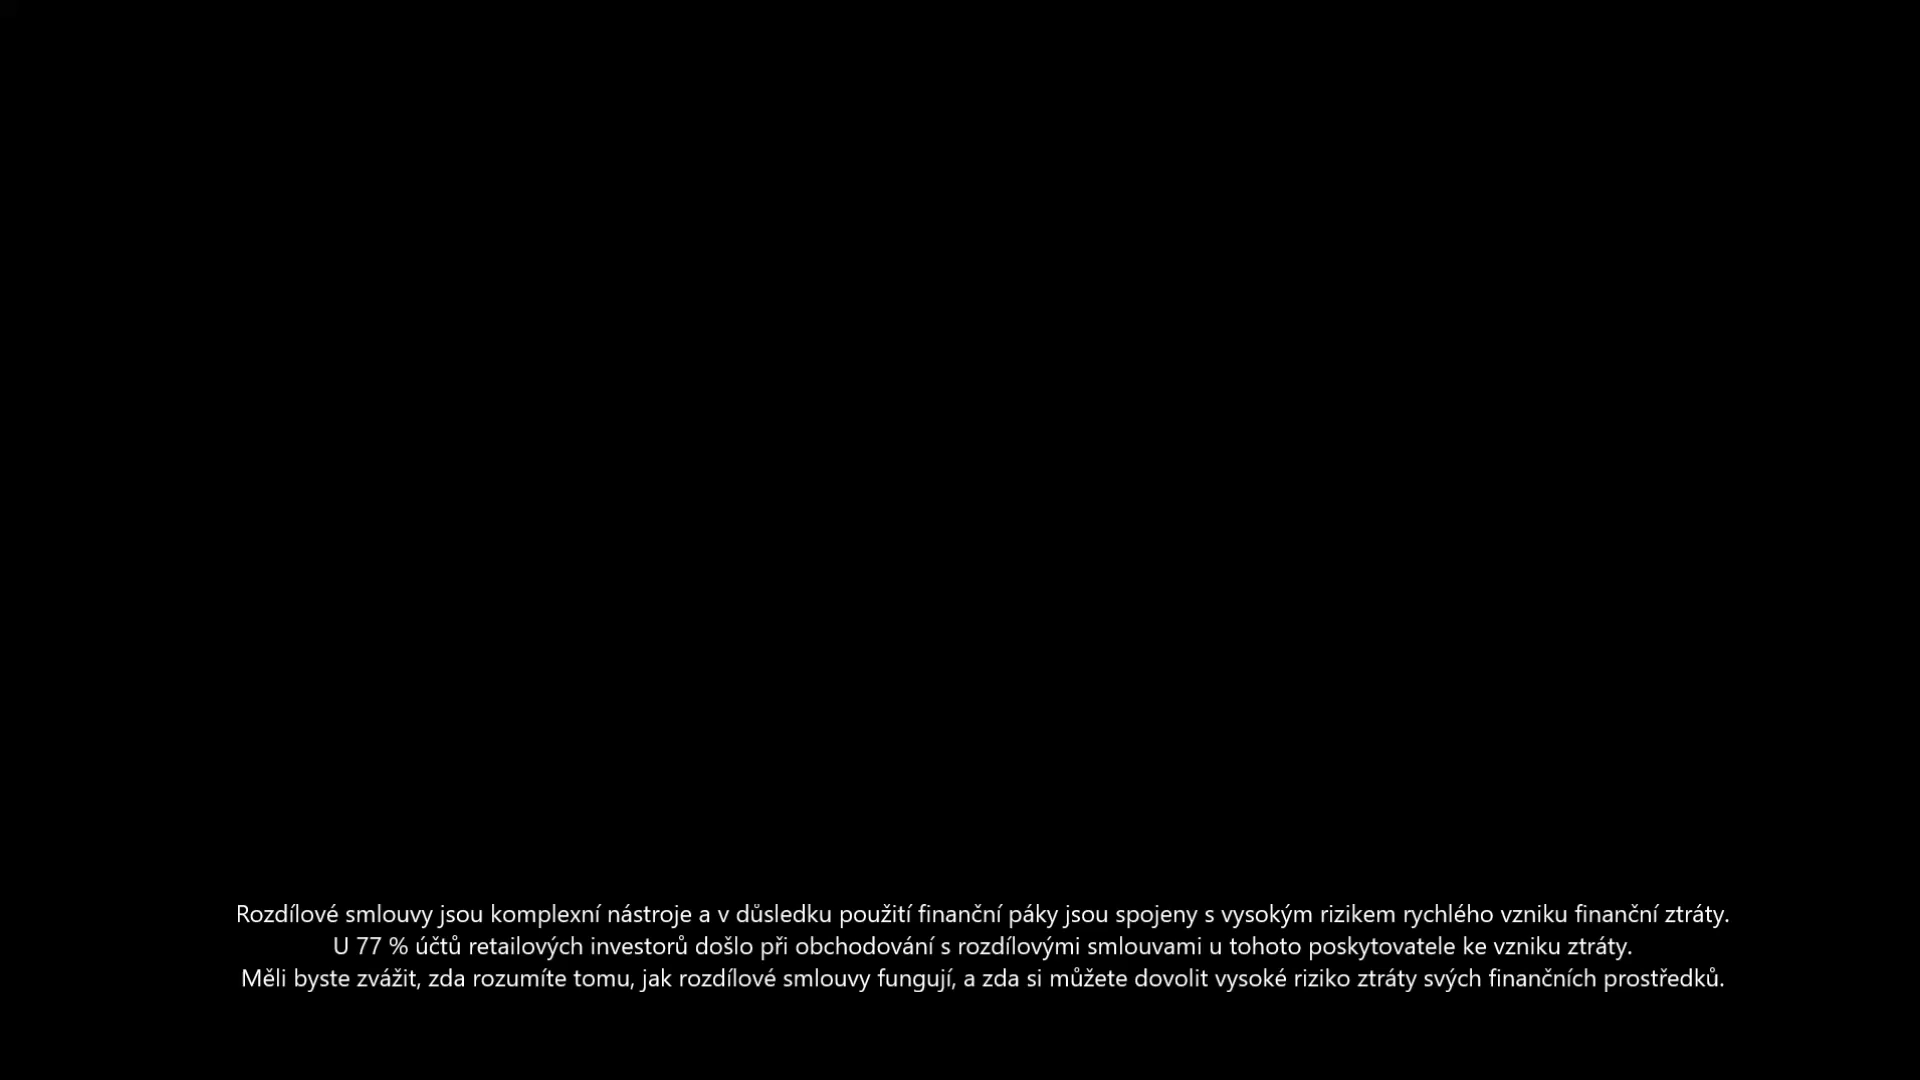 Rozdílové smlouvy jsou komplexní nástroje a v důsledku použití finanční páky jsou spojeny s vysokým rizikem rychlého vzniku finanční ztráty.
U 77 % účtů retailových investorů došlo při obchodování s rozdílovými smlouvami u tohoto poskytovatele ke vzniku ztráty.
Měli byste zvážit, zda rozumíte tomu, jak rozdílové smlouvy fungují, a zda si můžete dovolit vysoké riziko ztráty svých finančních prostředků.